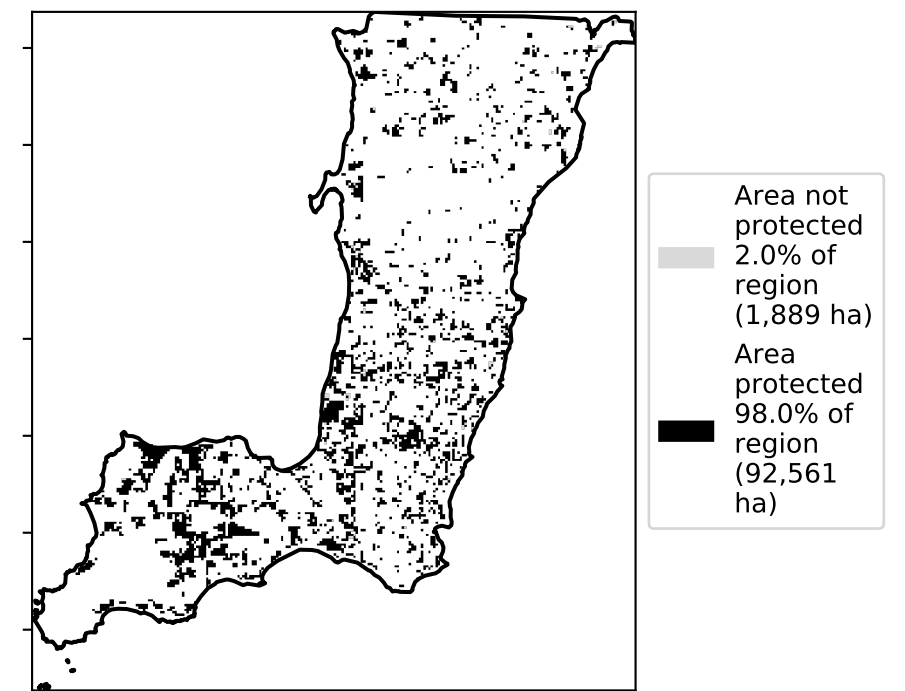 Area not
protected
2.0% of
region
(1,889 ha)
Area
protected
98.0% of
region
(92,561
ha)